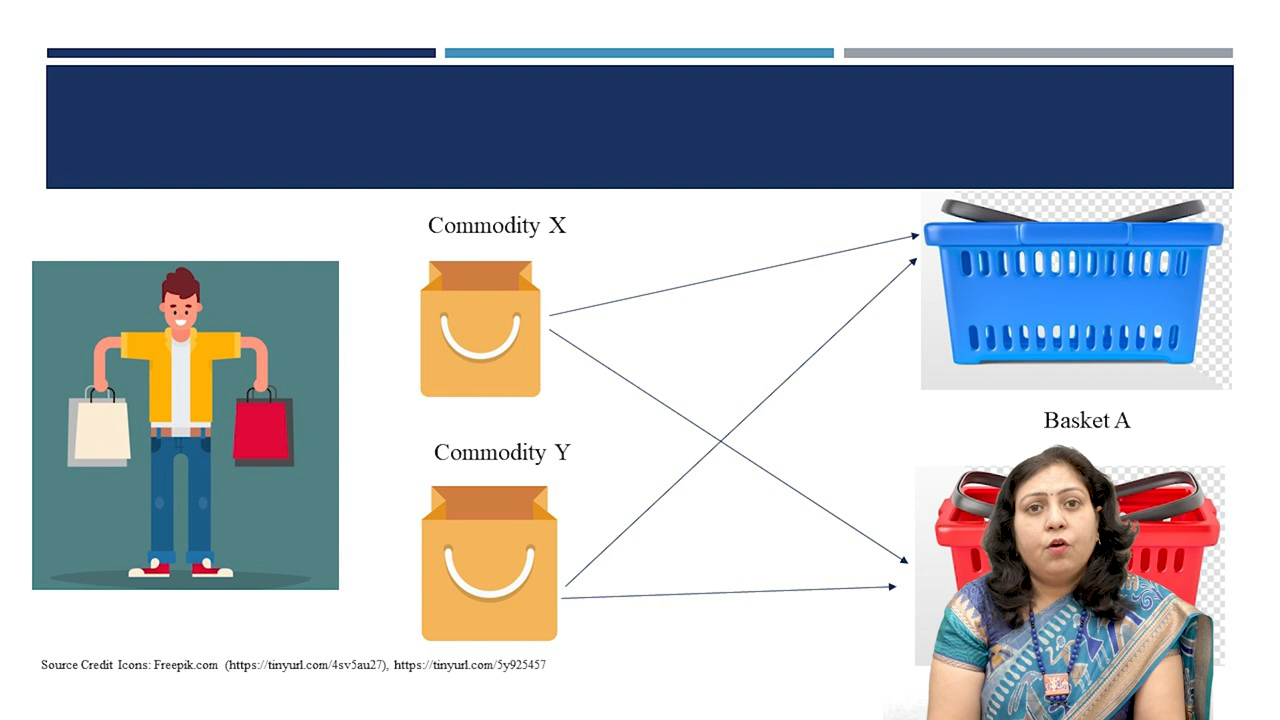 Commodity X
Basket A
Commodity Y
Source Credit Icons: Freepik.com (https://tinyurl.com/4sv5au27), https://tinyurl.com/5y925457